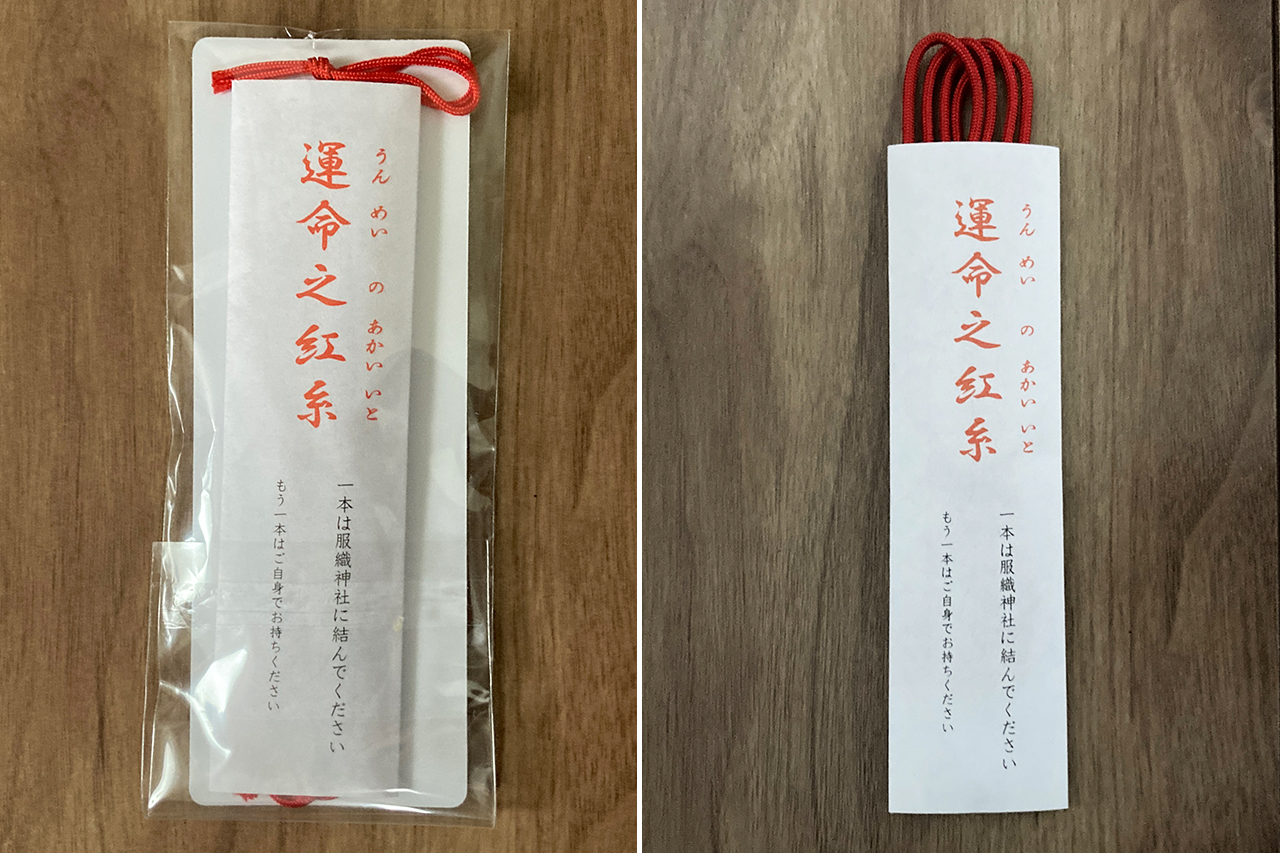 運命之紅糸
うんめいのあかいいと
一本は服織神社に結んでください
もう一本はご自身でお持ちください
運命之紅糸
うんめいのあかいいと
一本は服織神社に結んでください
もう一本はご自身でお持ちください